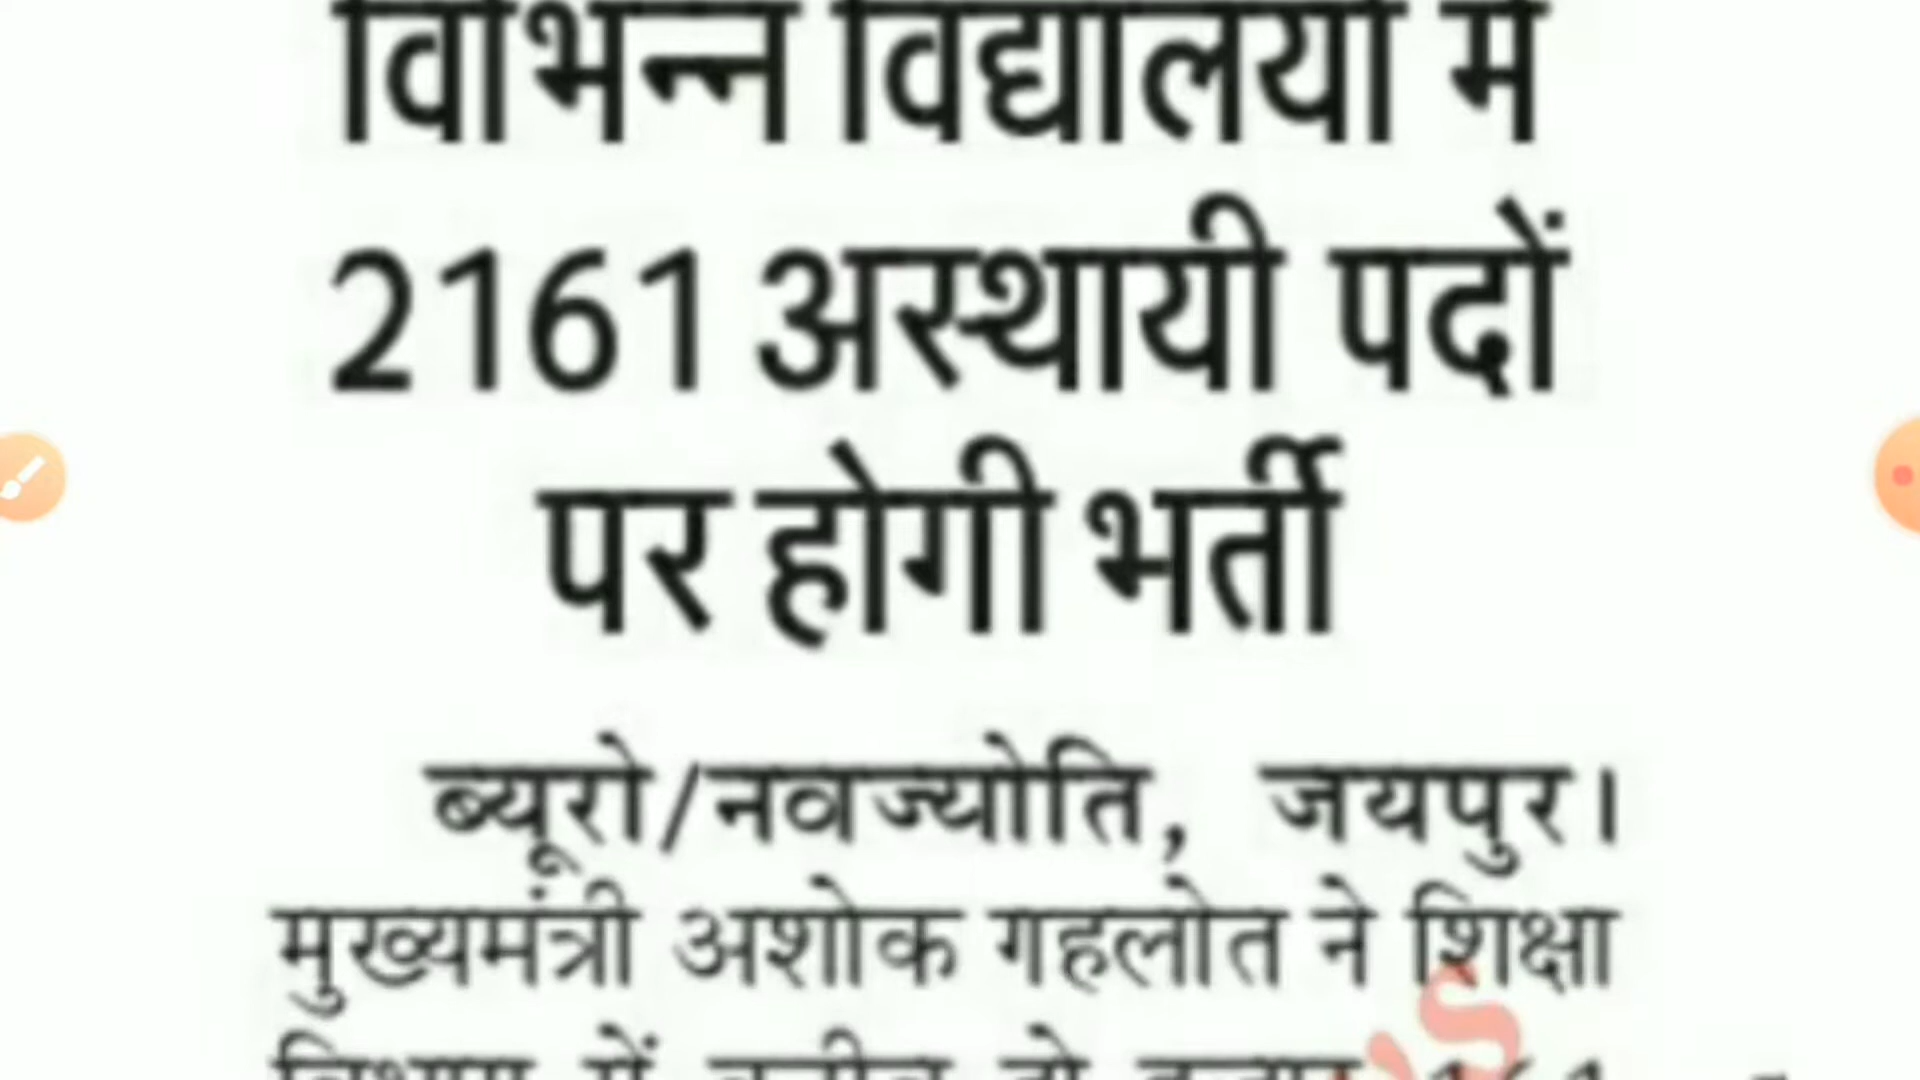 विभिन्न विद्यालयों में
2161 अस्थायी पदों
पर होगी भर्ती
ब्यूरो/नवज्योति, जयपुर।
मुख्यमंत्री अशोक गहलोत ने शिक्षा